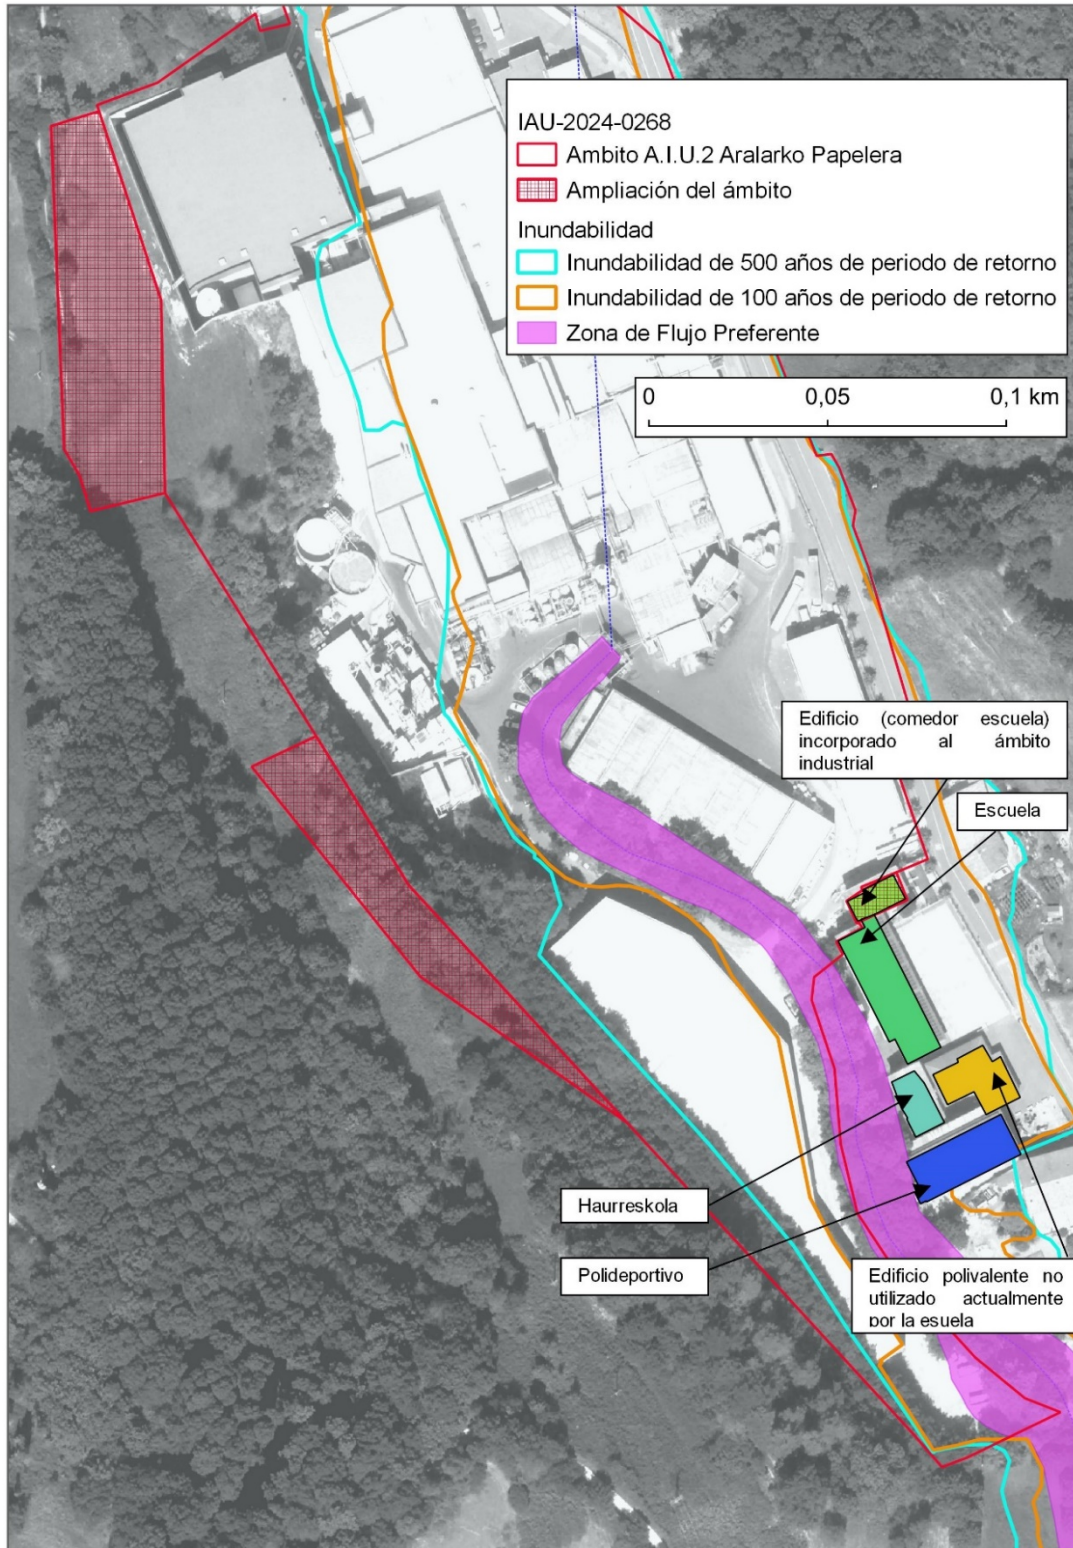 IAU-2024-0268
Ambito A.I.U.2 Aralarko Papelera
Ampliación del ámbito
Inundabilidad
Inundabilidad de 500 años de periodo de retorno
Inundabilidad de 100 años de periodo de retorno
Zona de Flujo Preferente
0 0,05 0,1 km
Edificio (comedor escuela)
incorporado al ámbito
industrial
Escuela
Haurreskola
Polideportivo
Edificio polivalente no
utilizado actualmente
por la esuela